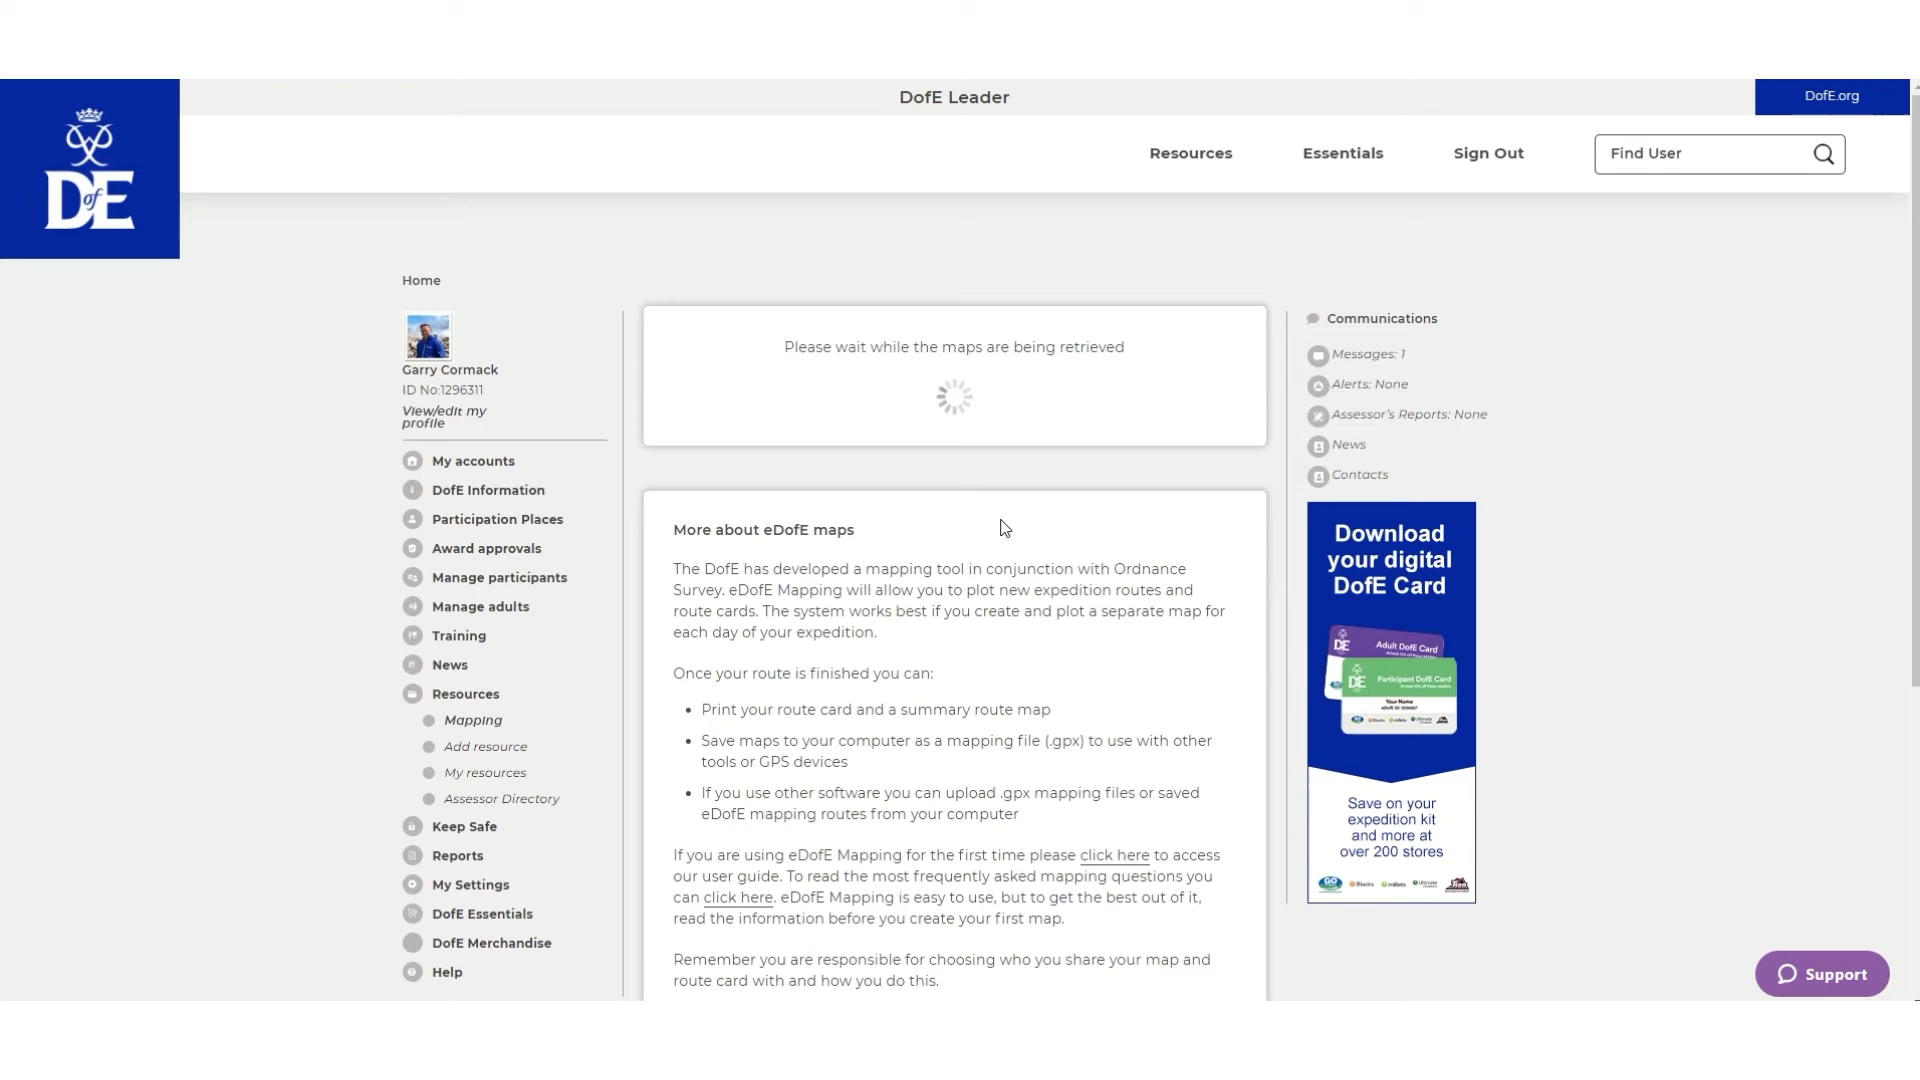 DofE Leader
DofE.org
DofE
Resources
Essentials
Sign Out
Find User
Home
Garry Cormack
ID No:1296311
View/edit my
profile
My accounts
DofE Information
Participation Places
Award approvals
Manage participants
Manage adults
Training
News
Resources
Mapping
Add resource
My resources
Assessor Directory
Keep Safe
Reports
My Settings
DofE Essentials
DofE Merchandise
Help
Please wait while the maps are being retrieved
More about eDofE maps
The DofE has developed a mapping tool in conjunction with Ordnance
Survey. eDofE Mapping will allow you to plot new expedition routes and
route cards. The system works best if you create and plot a separate map for
each day of your expedition.
Once your route is finished you can:
Print your route card and a summary route map
Save maps to your computer as a mapping file (.gpx) to use with other
tools or GPS devices
If you use other software you can upload .gpx mapping files or saved
eDofE mapping routes from your computer
If you are using eDofE Mapping for the first time please click here to access
our user guide. To read the most frequently asked mapping questions you
can click here. eDofE Mapping is easy to use, but to get the best out of it,
read the information before you create your first map.
Remember you are responsible for choosing who you share your map and
route card with and how you do this.
Communications
Messages: 1
Alerts: None
Assessor's Reports: None
News
Contacts
Download
your digital
DofE Card
DE
Adult DofE Card
DE
Participant DofE Card
Your Name
Save on your
expedition kit
and more at
over 200 stores
GO
Blacks
millets
Ultimate
Support